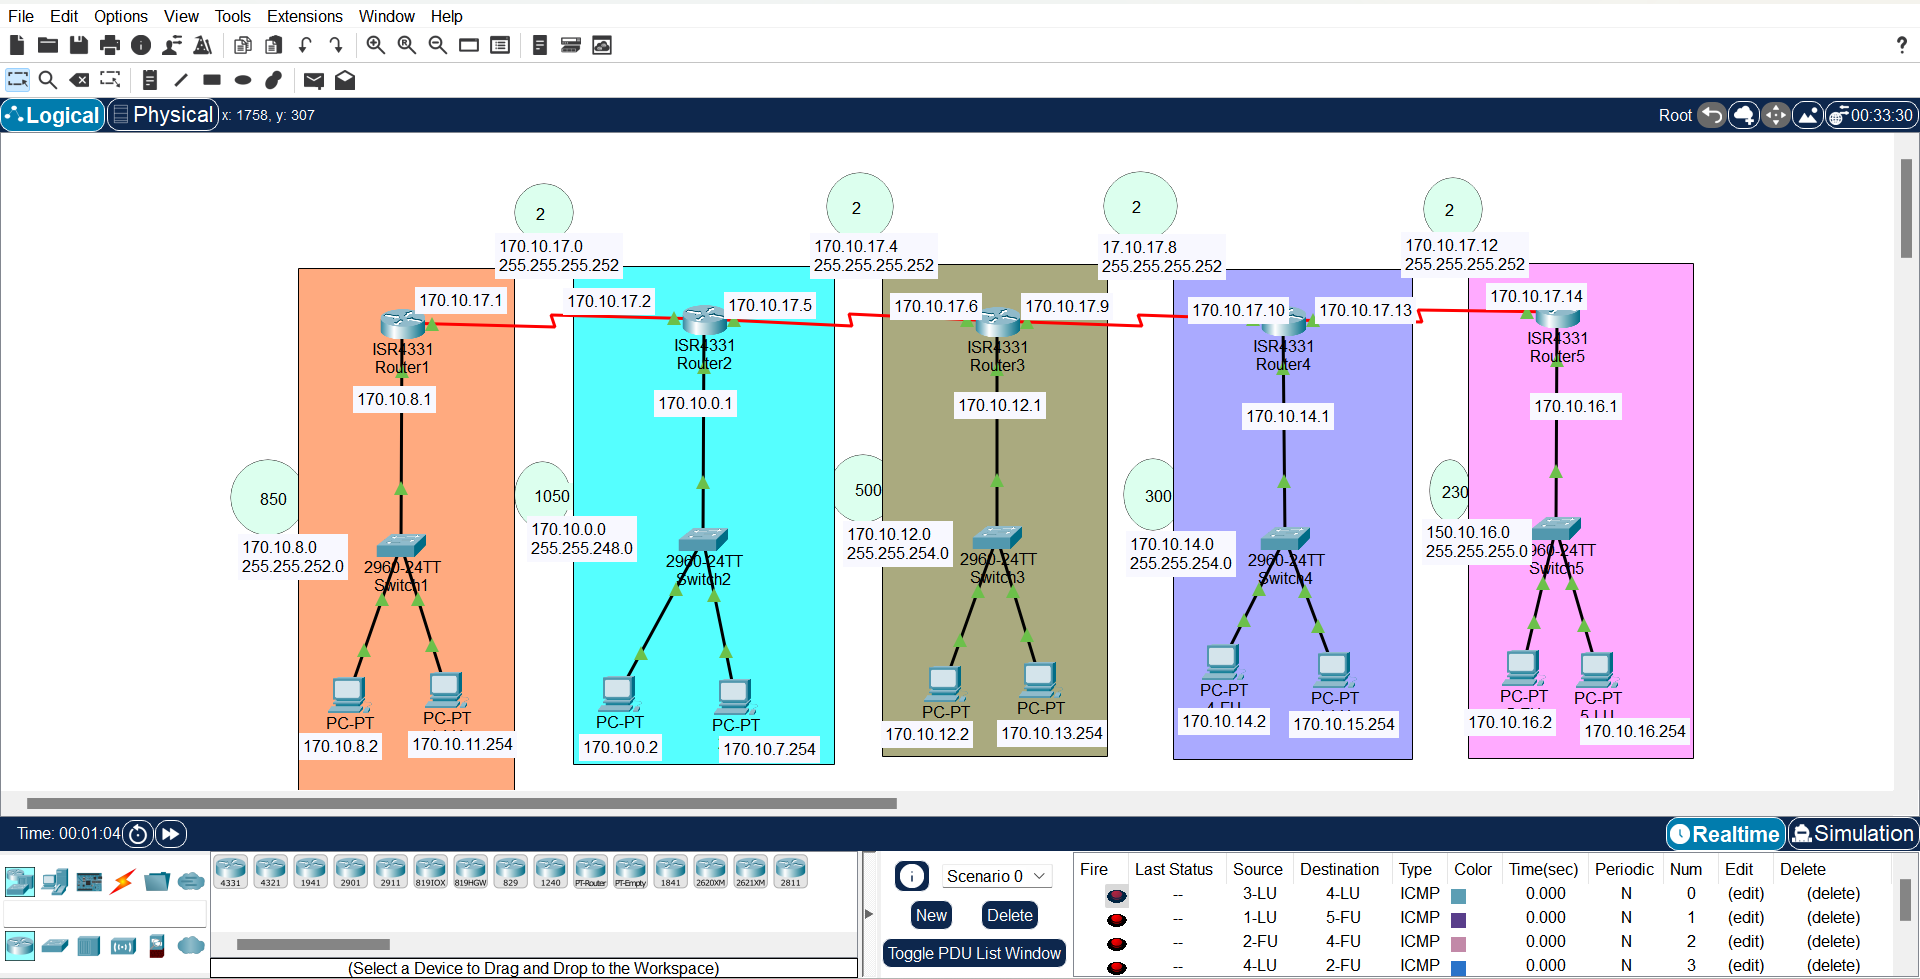 File Edit Options View Tools Extensions Window Help
?
Logical Physical x: 1758, y: 307 Root 00:33:30
2 2 2 2
170.10.17.0
255.255.255.252
170.10.17.4
255.255.255.252
17.10.17.8
255.255.255.252
170.10.17.12
255.255.255.252
170.10.17.1 170.10.17.2 170.10.17.5 170.10.17.6 170.10.17.9 170.10.17.10 170.10.17.13 170.10.17.14
ISR4331
Router1
ISR4331
Router2
ISR4331
Router3
ISR4331
Router4
ISR4331
Router5
170.10.8.1 170.10.0.1 170.10.12.1 170.10.14.1 170.10.16.1
850 1050 500 300 230
170.10.8.0
255.255.252.0
170.10.0.0
255.255.248.0
170.10.12.0
255.255.254.0
170.10.14.0
255.255.254.0
150.10.16.0
255.255.255.0
2960-24TT
Switch1
2960-24TT
Switch2
2960-24TT
Switch3
2960-24TT
Switch4
960-24TT
Switch5
PC-PT PC-PT PC-PT PC-PT PC-PT PC-PT PC-PT PC-PT PC-PT PC-PT
170.10.8.2 170.10.11.254 170.10.0.2 170.10.7.254 170.10.12.2 170.10.13.254 170.10.14.2 170.10.15.254 170.10.16.2 170.10.16.254
Time: 00:01:04 Realtime Simulation
4331 4321 1941 2901 2911 819IOX 819HGW 829 1240 PT-Router PT-Empty 1841 2620XM 2621XM 2811
(Select a Device to Drag and Drop to the Workspace)
Scenario 0
New Delete
Toggle PDU List Window
Fire Last Status Source Destination Type Color Time(sec) Periodic Num Edit Delete
-- 3-LU 4-LU ICMP 0.000 N 0 (edit) (delete)
-- 1-LU 5-FU ICMP 0.000 N 1 (edit) (delete)
-- 2-FU 4-FU ICMP 0.000 N 2 (edit) (delete)
-- 4-LU 2-FU ICMP 0.000 N 3 (edit) (delete)